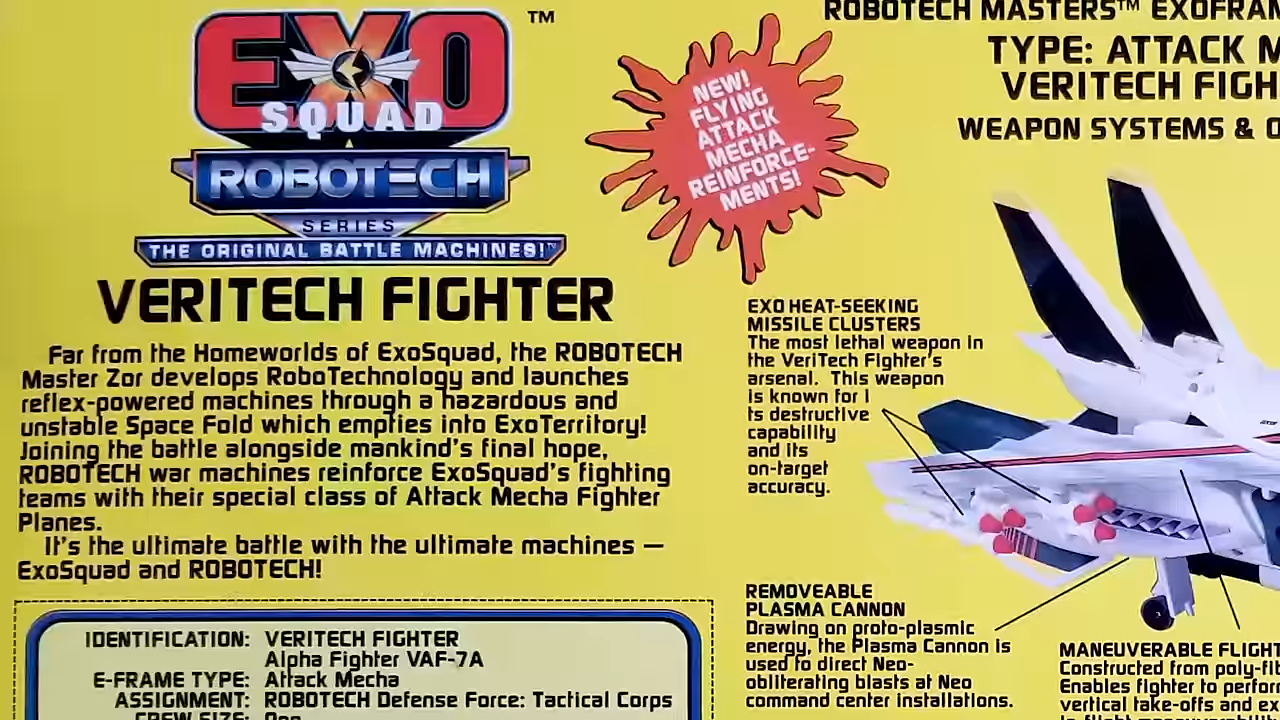 EXO
SQUAD
TM
ROBOTECH
SERIES
THE ORIGINAL BATTLE MACHINES!™
VERITECH FIGHTER
Far from the Homeworlds of ExoSquad, the ROBOTECH
Master Zor develops RoboTechnology and launches
reflex-powered machines through a hazardous and
unstable Space Fold which empties into ExoTerritory!
Joining the battle alongside mankind's final hope,
ROBOTECH war machines reinforce ExoSquad's fighting
teams with their special class of Attack Mecha Fighter
Planes.
It's the ultimate battle with the ultimate machines —
ExoSquad and ROBOTECH!
IDENTIFICATION: VERITECH FIGHTER
Alpha Fighter VAF-7A
E-FRAME TYPE: Attack Mecha
ASSIGNMENT: ROBOTECH Defense Force: Tactical Corps
CREW SIZE: One
NEW!
FLYING
ATTACK
MECHA
REINFORCE-
MENTS!
ROBOTECH MASTERS™ EXOFRAM
TYPE: ATTACK M
VERITECH FIGH
WEAPON SYSTEMS &
EXO HEAT-SEEKING
MISSILE CLUSTERS
The most lethal weapon in
the VeriTech Fighter's
arsenal. This weapon
is known for i
ts destructive
capability
and its
on-target
accuracy.
REMOVEABLE
PLASMA CANNON
Drawing on proto-plasmic
energy, the Plasma Cannon is
used to direct Neo-
obliterating blasts at Neo
command center installations.
MANEUVERABLE FLIGHT
Constructed from poly-fib
Enables fighter to perfor
vertical take-offs and ex
in flight maneuverability